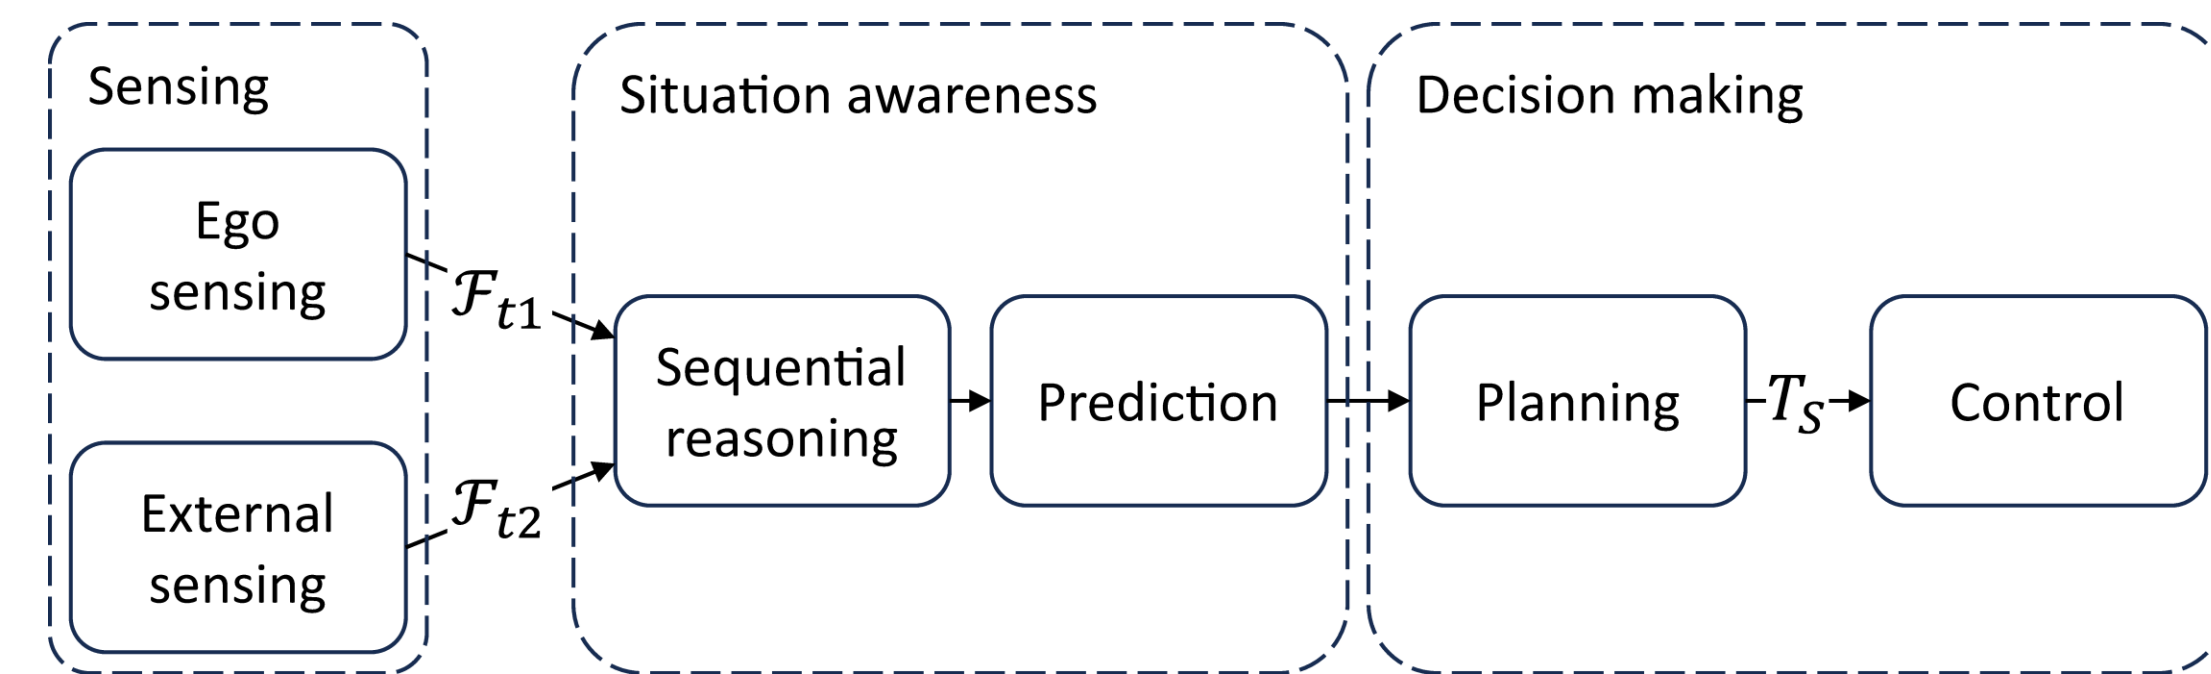 Sensing
Ego
sensing
External
sensing
ℱt1
ℱt2
Situation awareness
Sequential
reasoning
Prediction
Decision making
Planning
TS
Control